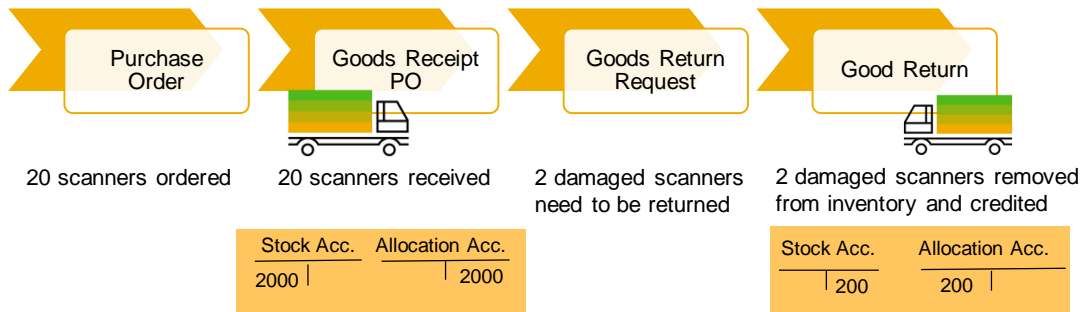 Purchase
Order
Goods Receipt
PO
Goods Return
Request
Good Return
20 scanners ordered
20 scanners received
2 damaged scanners
need to be returned
2 damaged scanners removed
from inventory and credited
Stock Acc.
Allocation Acc.
2000
2000
Stock Acc.
Allocation Acc.
200
200